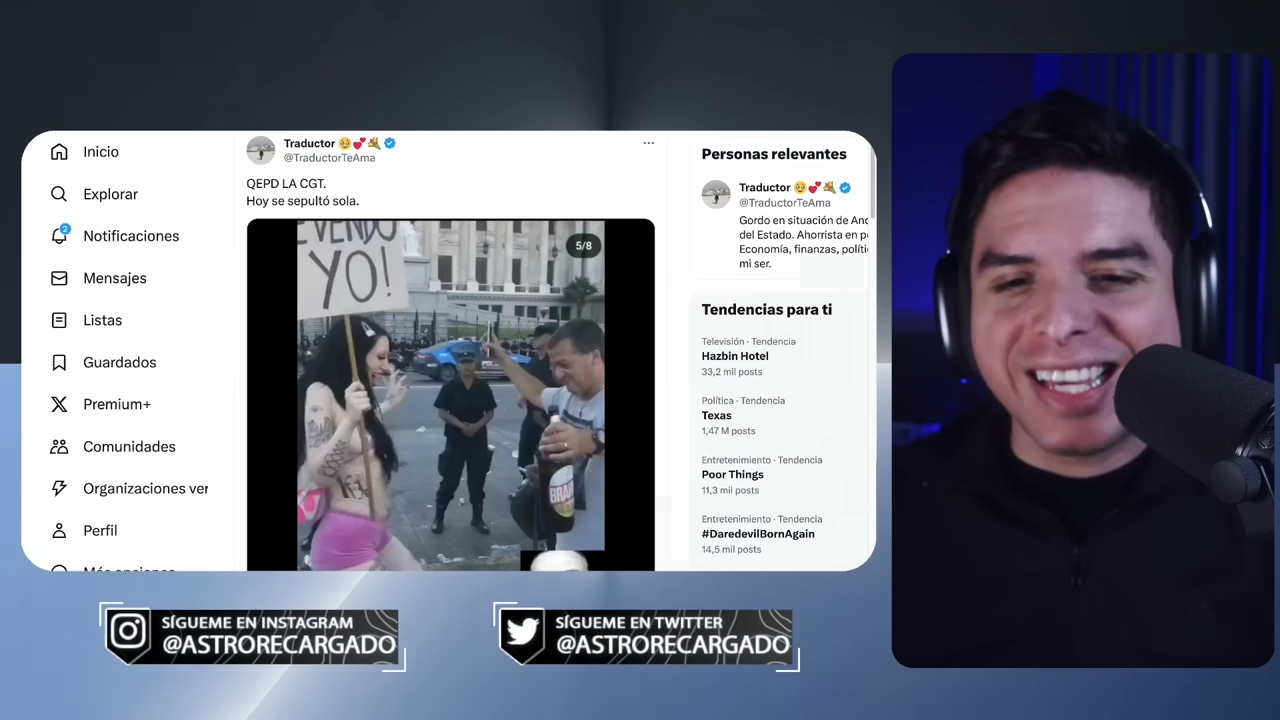 Inicio
Explorar
2
Notificaciones
Mensajes
Listas
Guardados
Premium+
Comunidades
Organizaciones ver
Perfil
Más opciones
Traductor
@TraductorTeAma
QEPD LA CGT.
Hoy se sepultó sola.
YO!
5/8
BRAN
Personas relevantes
Traductor
@TraductorTeAma
Gordo en situación de And
del Estado. Ahorrista en p
Economía, finanzas, políti
mi ser.
Tendencias para ti
Televisión · Tendencia
Hazbin Hotel
33,2 mil posts
Política · Tendencia
Texas
1,47 M posts
Entretenimiento · Tendencia
Poor Things
11,3 mil posts
Entretenimiento · Tendencia
#DaredevilBornAgain
14,5 mil posts
SÍGUEME EN INSTAGRAM
@ASTRORECARGADO
SÍGUEME EN TWITTER
@ASTRORECARGADO